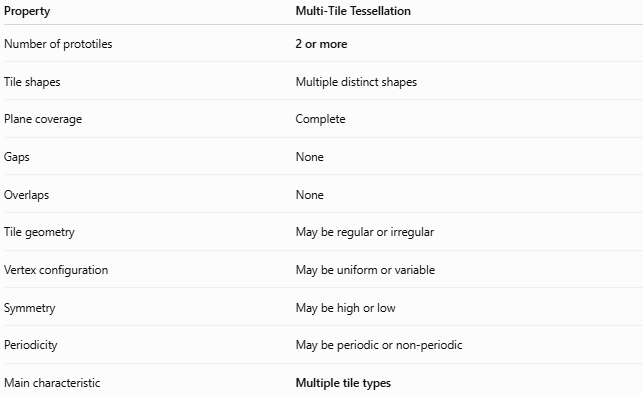 Property Multi-Tile Tessellation
Number of prototiles 2 or more
Tile shapes Multiple distinct shapes
Plane coverage Complete
Gaps None
Overlaps None
Tile geometry May be regular or irregular
Vertex configuration May be uniform or variable
Symmetry May be high or low
Periodicity May be periodic or non-periodic
Main characteristic Multiple tile types